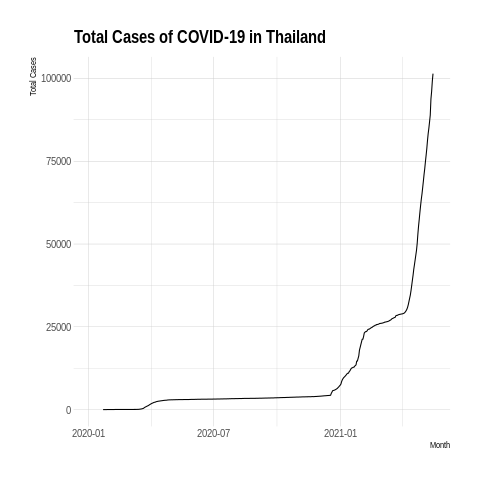 Total Cases of COVID-19 in Thailand
Total Cases
100000
75000
50000
25000
0
2020-01 2020-07 2021-01
Month